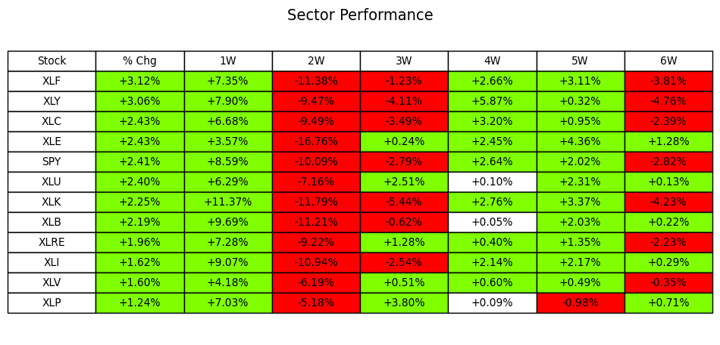 Sector Performance
Stock % Chg 1W 2W 3W 4W 5W 6W
XLF +3.12% +7.35% -11.38% -1.23% +2.66% +3.11% -3.81%
XLY +3.06% +7.90% -9.47% -4.11% +5.87% +0.32% -4.76%
XLC +2.43% +6.68% -9.49% -3.49% +3.20% +0.95% -2.39%
XLE +2.43% +3.57% -16.76% +0.24% +2.45% +4.36% +1.28%
SPY +2.41% +8.59% -10.09% -2.79% +2.64% +2.02% -2.82%
XLU +2.40% +6.29% -7.16% +2.51% +0.10% +2.31% +0.13%
XLK +2.25% +11.37% -11.79% -5.44% +2.76% +3.37% -4.23%
XLB +2.19% +9.69% -11.21% -0.62% +0.05% +2.03% +0.22%
XLRE +1.96% +7.28% -9.22% +1.28% +0.40% +1.35% -2.23%
XLI +1.62% +9.07% -10.94% -2.54% +2.14% +2.17% +0.29%
XLV +1.60% +4.18% -6.19% +0.51% +0.60% +0.49% -0.35%
XLP +1.24% +7.03% -5.18% +3.80% +0.09% -0.98% +0.71%